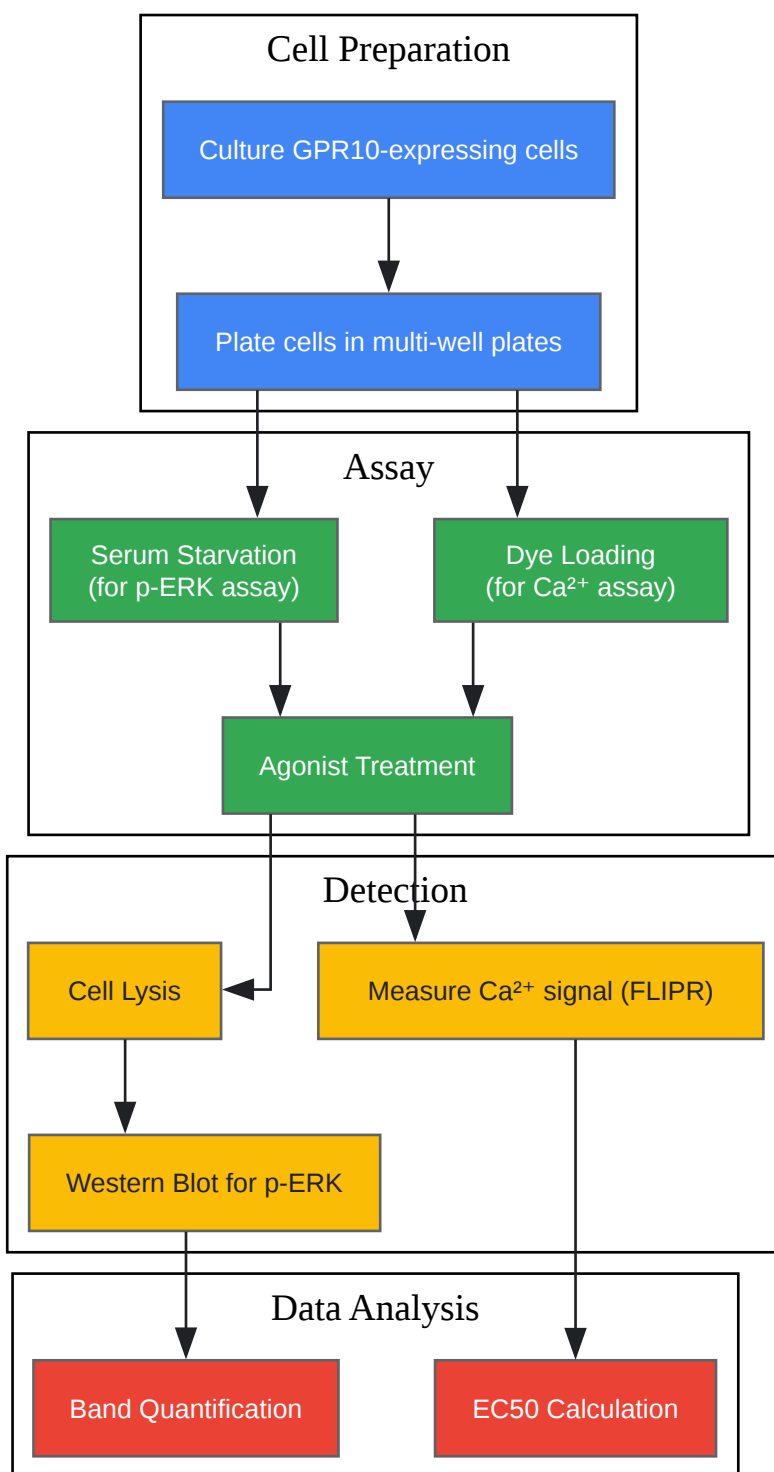 Cell Preparation
Culture GPR10-expressing cells
Plate cells in multi-well plates
Assay
Serum Starvation
(for p-ERK assay)
Dye Loading
(for Ca²⁺ assay)
Agonist Treatment
Detection
Cell Lysis
Measure Ca²⁺ signal (FLIPR)
Western Blot for p-ERK
Data Analysis
Band Quantification
EC50 Calculation